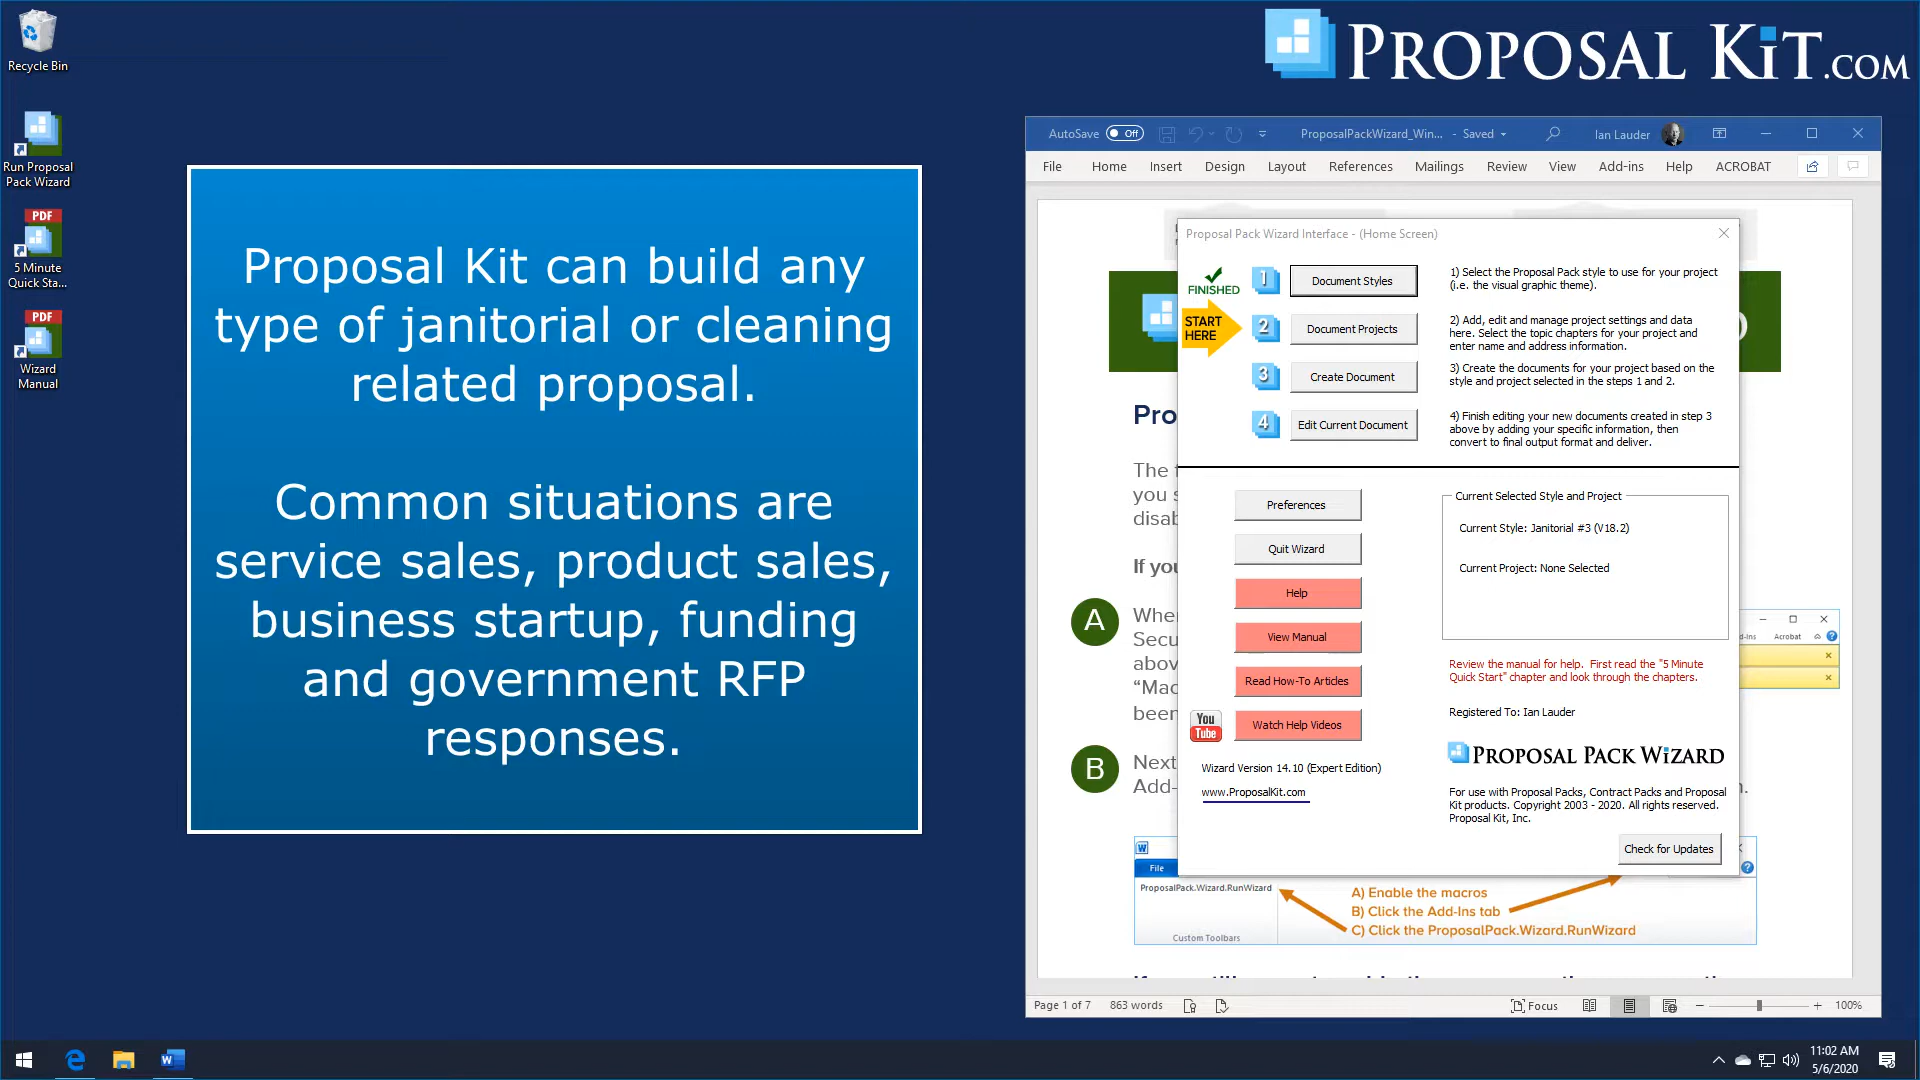 Recycle Bin
Run Proposal
Pack Wizard
PDF
5 Minute
Quick Sta...
PDF
Wizard
Manual
PROPOSAL KIT.COM
Proposal Kit can build any
type of janitorial or cleaning
related proposal.
Common situations are
service sales, product sales,
business startup, funding
and government RFP
responses.
AutoSave Off ProposalPackWizard_Win... - Saved Ian Lauder
File Home Insert Design Layout References Mailings Review View Add-ins Help ACROBAT
Proposal Pack Wizard Interface - (Home Screen)
FINISHED
1
Document Styles
1) Select the Proposal Pack style to use for your project
(i.e. the visual graphic theme).
START
HERE
2
Document Projects
2) Add, edit and manage project settings and data
here. Select the topic chapters for your project and
enter name and address information.
3
Create Document
3) Create the documents for your project based on the
style and project selected in the steps 1 and 2.
4
Edit Current Document
4) Finish editing your new documents created in step 3
above by adding your specific information, then
convert to final output format and deliver.
Preferences
Quit Wizard
Help
View Manual
Read How-To Articles
You
Tube
Watch Help Videos
Wizard Version 14.10 (Expert Edition)
www.ProposalKit.com
Current Selected Style and Project
Current Style: Janitorial #3 (V18.2)
Current Project: None Selected
Review the manual for help. First read the "5 Minute
Quick Start" chapter and look through the chapters.
Registered To: Ian Lauder
PROPOSAL PACK WIZARD
For use with Proposal Packs, Contract Packs and Proposal
Kit products. Copyright 2003 - 2020. All rights reserved.
Proposal Kit, Inc.
Check for Updates
Pro
The
you s
disab
If you
A
When
Secu
abov
“Mac
been
Acrobat
B
Next
Add-
File
ProposalPack.Wizard.RunWizard
Custom Toolbars
A) Enable the macros
B) Click the Add-Ins tab
C) Click the ProposalPack.Wizard.RunWizard
Page 1 of 7 863 words Focus 100%
11:02 AM
5/6/2020